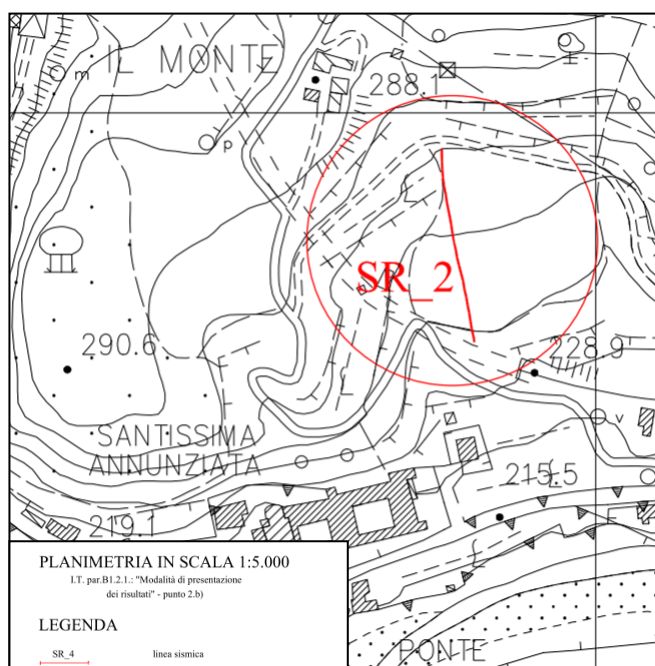 IL MONTE
m
288.1
p
SR_2
290.6
228.9
v
SANTISSIMA
ANNUNZIATA
215.5
219.1
PLANIMETRIA IN SCALA 1:5.000
I.T. par.B1.2.1.: "Modalità di presentazione
dei risultati" - punto 2.b)
LEGENDA
SR_4 linea sismica
PONTE